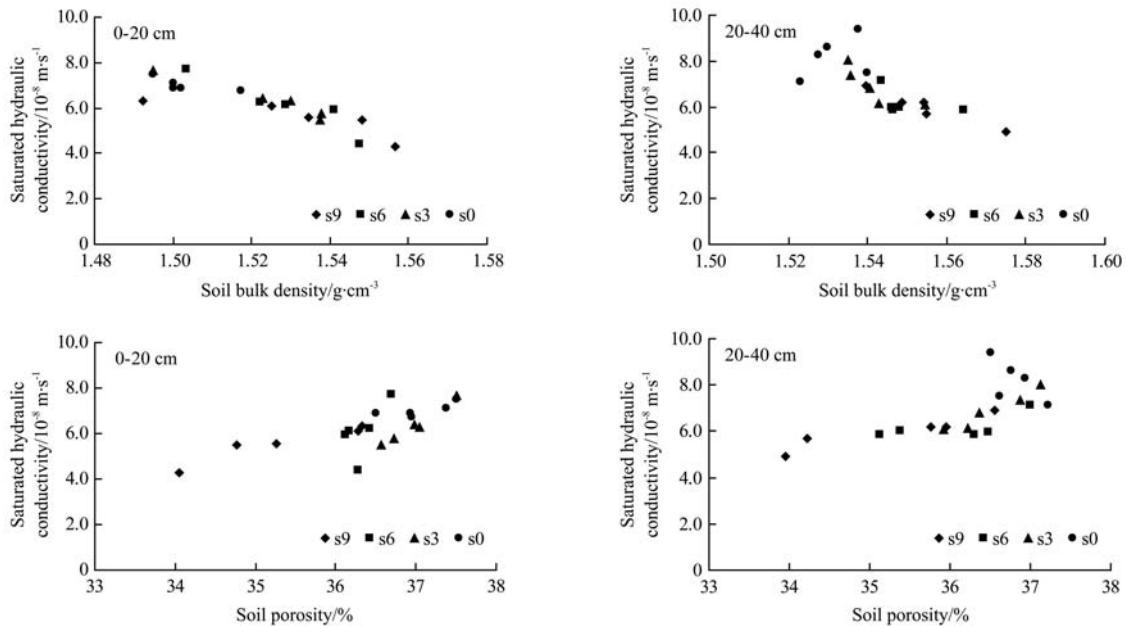 Saturated hydraulic
conductivity/10⁻⁸ m·s⁻¹
10.0
8.0
6.0
4.0
2.0
0
0-20 cm
s9 s6 s3 s0
1.48 1.50 1.52 1.54 1.56 1.58
Soil bulk density/g·cm⁻³
Saturated hydraulic
conductivity/10⁻⁸ m·s⁻¹
10.0
8.0
6.0
4.0
2.0
0
20-40 cm
s9 s6 s3 s0
1.50 1.52 1.54 1.56 1.58 1.60
Soil bulk density/g·cm⁻³
Saturated hydraulic
conductivity/10⁻⁸ m·s⁻¹
10.0
8.0
6.0
4.0
2.0
0
0-20 cm
s9 s6 s3 s0
33 34 35 36 37 38
Soil porosity/%
Saturated hydraulic
conductivity/10⁻⁸ m·s⁻¹
10.0
8.0
6.0
4.0
2.0
0
20-40 cm
s9 s6 s3 s0
33 34 35 36 37 38
Soil porosity/%